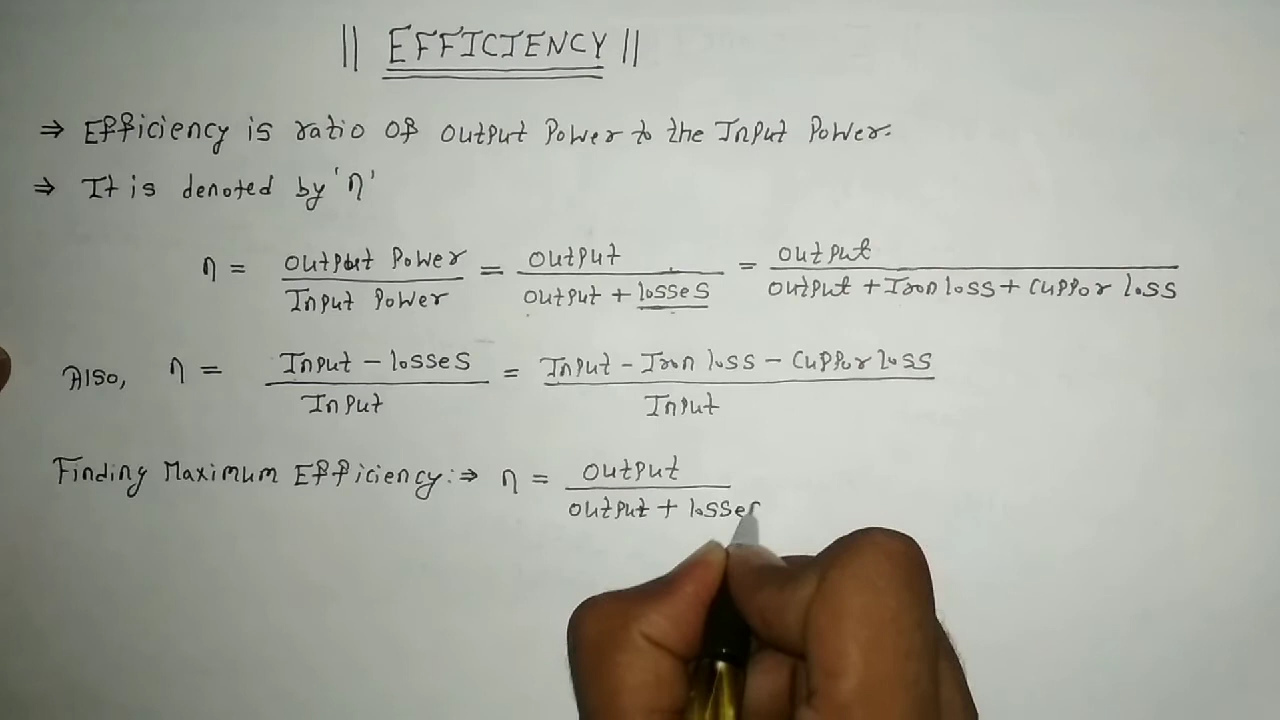 || EFFICIENCY ||
⇒ Efficiency is ratio of output power to the Input Power.
⇒ It is denoted by 'η'
η = Output Power / Input Power = Output / Output + losses = Output / Output + Iron loss + Cuppor loss
Also, η = Input - losses / Input = Input - Iron loss - Cuppor loss / Input
Finding Maximum Efficiency:⇒ η = Output / Output + losses